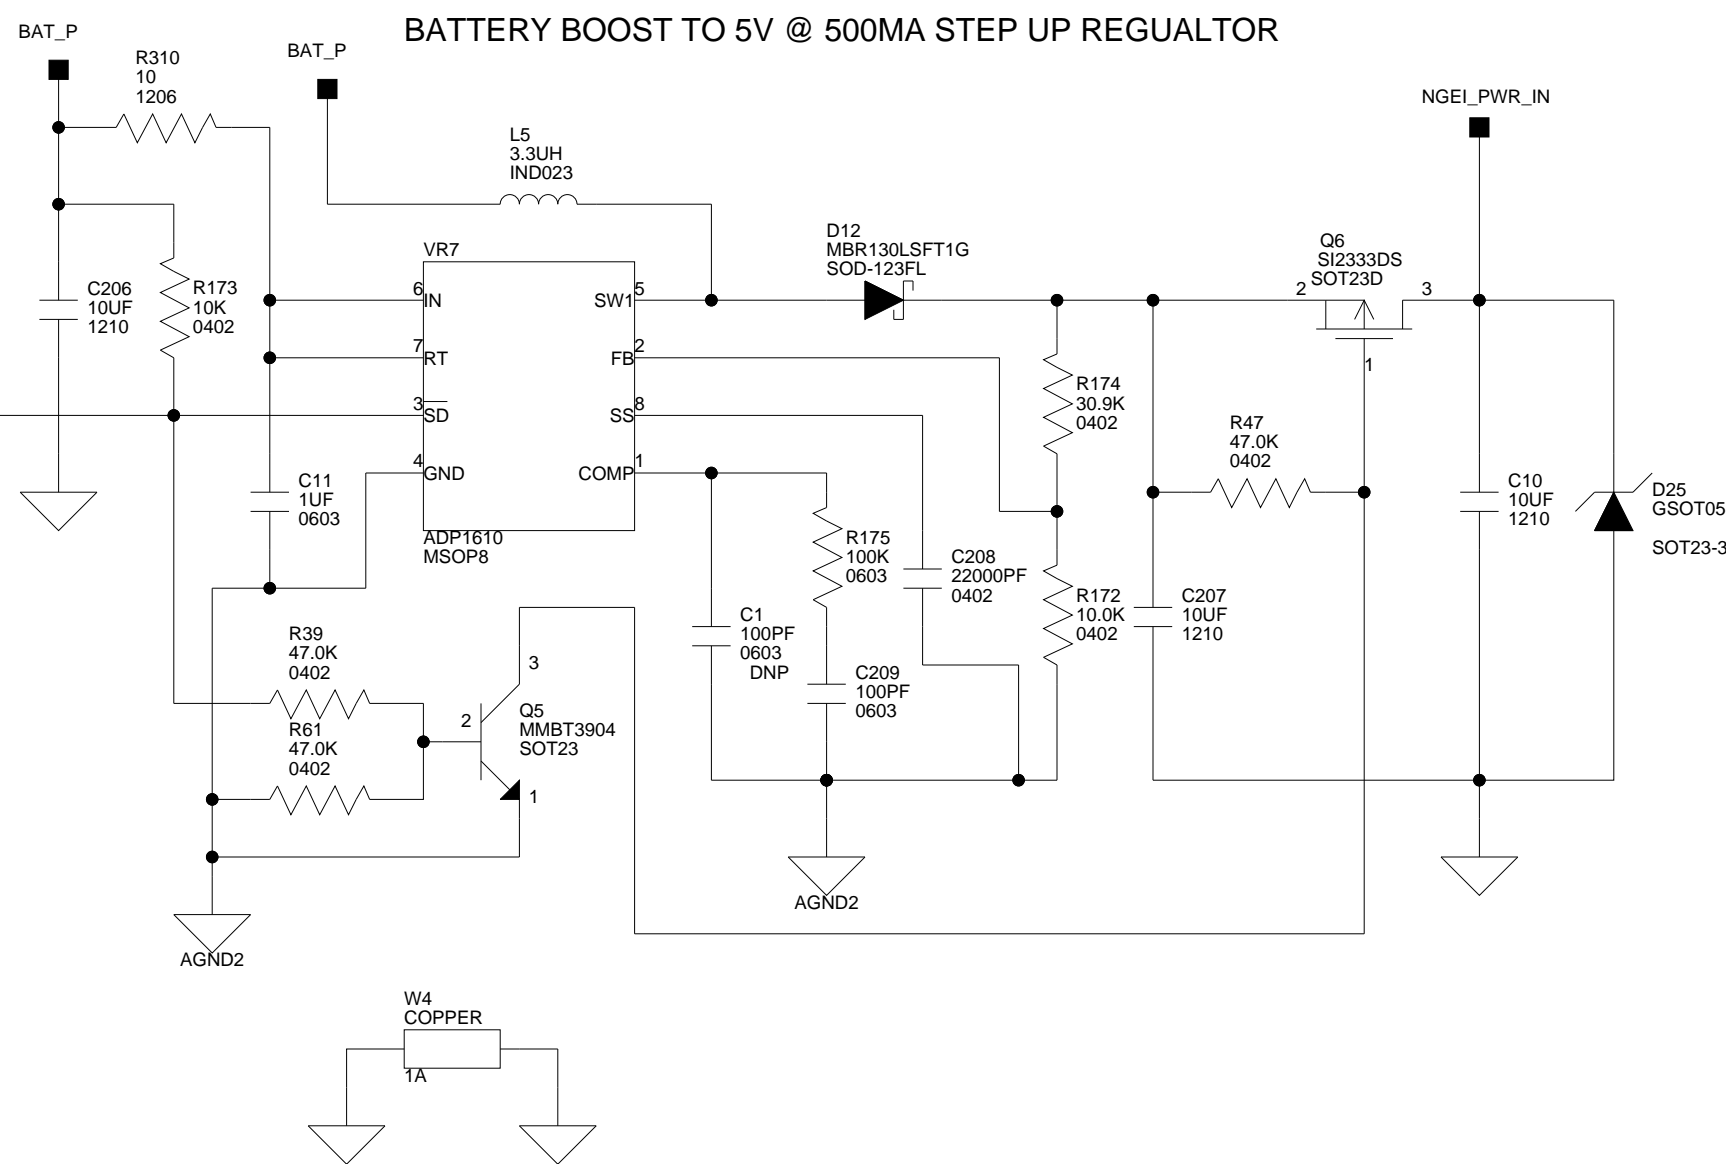 BATTERY BOOST TO 5V @ 500MA STEP UP REGUALTOR
BAT_P
R310
10
1206
BAT_P
NGEI_PWR_IN
L5
3.3UH
IND023
D12
MBR130LSFT1G
SOD-123FL
Q6
SI2333DS
SOT23D
2
3
1
VR7
6
IN
7
RT
3
SD
4
GND
SW1
5
FB
2
SS
8
COMP
1
ADP1610
MSOP8
C206
10UF
1210
R173
10K
0402
C11
1UF
0603
R174
30.9K
0402
R47
47.0K
0402
C10
10UF
1210
D25
GSOT05
SOT23-3
R175
100K
0603
C208
22000PF
0402
R172
10.0K
0402
C207
10UF
1210
C1
100PF
0603
DNP
C209
100PF
0603
R39
47.0K
0402
R61
47.0K
0402
3
2
Q5
MMBT3904
SOT23
1
AGND2
AGND2
W4
COPPER
1A